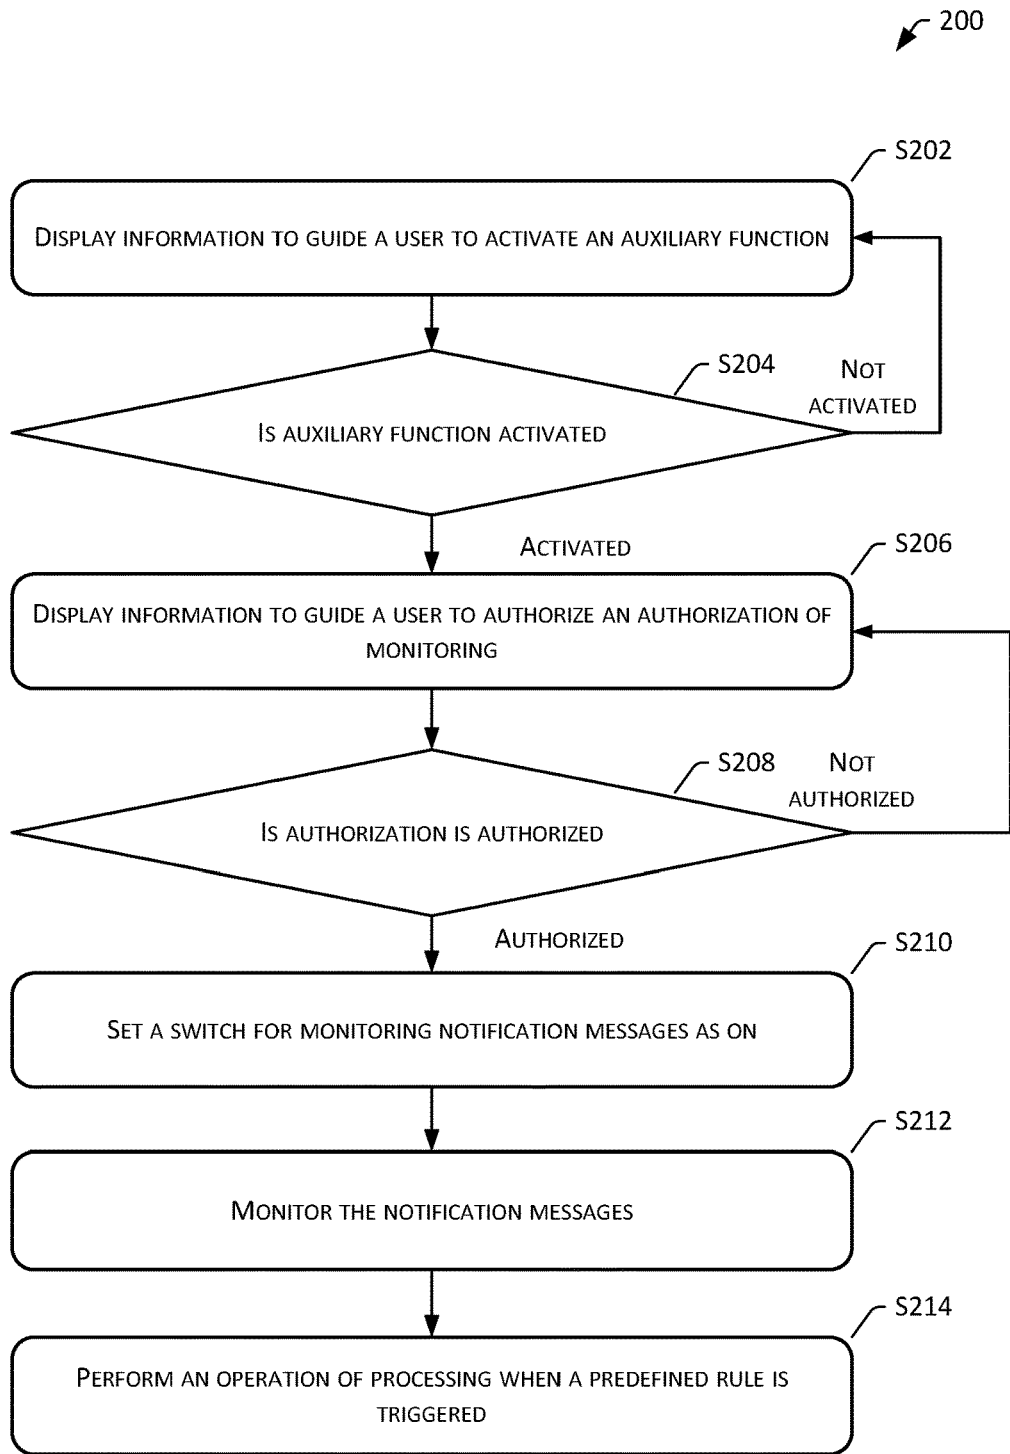 200
S202
DISPLAY INFORMATION TO GUIDE A USER TO ACTIVATE AN AUXILIARY FUNCTION
S204
NOT
ACTIVATED
IS AUXILIARY FUNCTION ACTIVATED
ACTIVATED
S206
DISPLAY INFORMATION TO GUIDE A USER TO AUTHORIZE AN AUTHORIZATION OF
MONITORING
S208
NOT
AUTHORIZED
IS AUTHORIZATION IS AUTHORIZED
AUTHORIZED
S210
SET A SWITCH FOR MONITORING NOTIFICATION MESSAGES AS ON
S212
MONITOR THE NOTIFICATION MESSAGES
S214
PERFORM AN OPERATION OF PROCESSING WHEN A PREDEFINED RULE IS
TRIGGERED